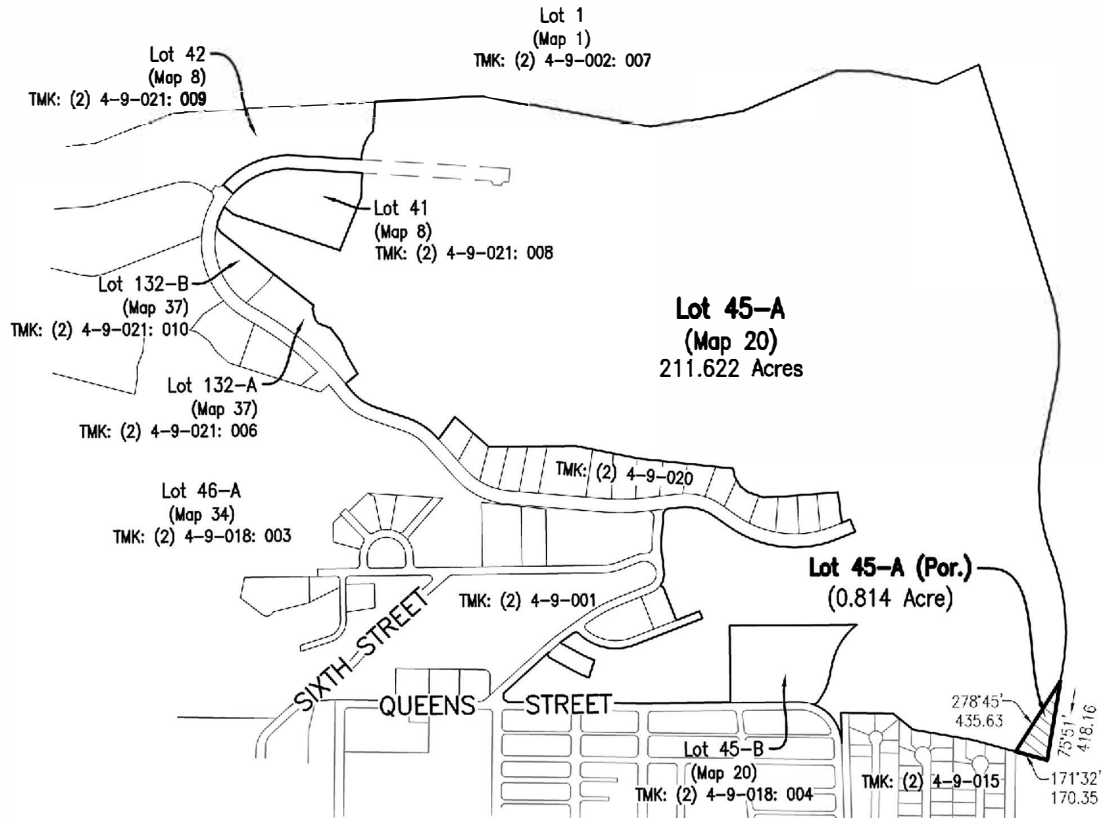 Lot 1
(Map 1)
TMK: (2) 4-9-002: 007
Lot 42
(Map 8)
TMK: (2) 4-9-021: 009
Lot 41
(Map 8)
TMK: (2) 4-9-021: 008
Lot 132-B
(Map 37)
TMK: (2) 4-9-021: 010
Lot 45-A
(Map 20)
211.622 Acres
Lot 132-A
(Map 37)
TMK: (2) 4-9-021: 006
TMK: (2) 4-9-020
Lot 46-A
(Map 34)
TMK: (2) 4-9-018: 003
Lot 45-A (Por.)
(0.814 Acre)
TMK: (2) 4-9-001
SIXTH STREET
QUEENS STREET
278°45'
435.63
75°51'
418.16
Lot 45-B
(Map 20)
TMK: (2) 4-9-018: 004
TMK: (2) 4-9-015
171°32'
170.35